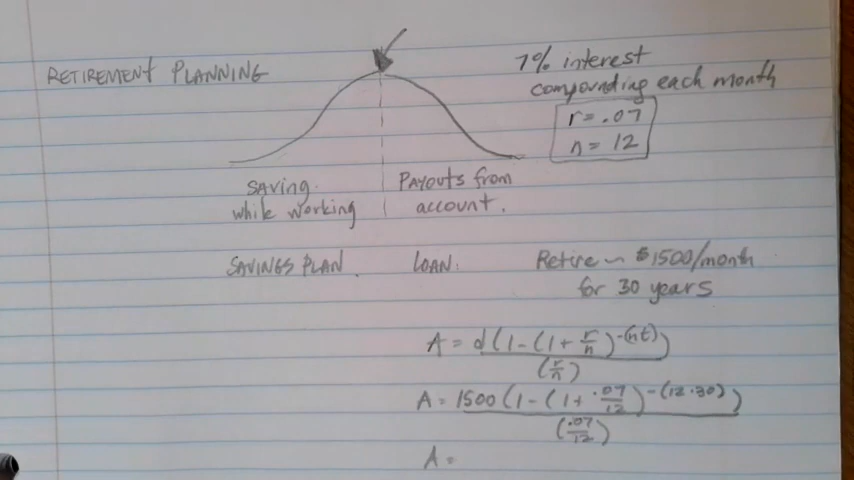 RETIREMENT PLANNING
7% interest
compounding each month
r = .07
n = 12
saving
while working
Payouts from
account.
SAVINGS PLAN.
LOAN:
Retire ~ $1500/month
for 30 years
A = d(1-(1+r/n)^-(nt))/(r/n)
A = 1500(1-(1+.07/12)^-(12·30))/(.07/12)
A =